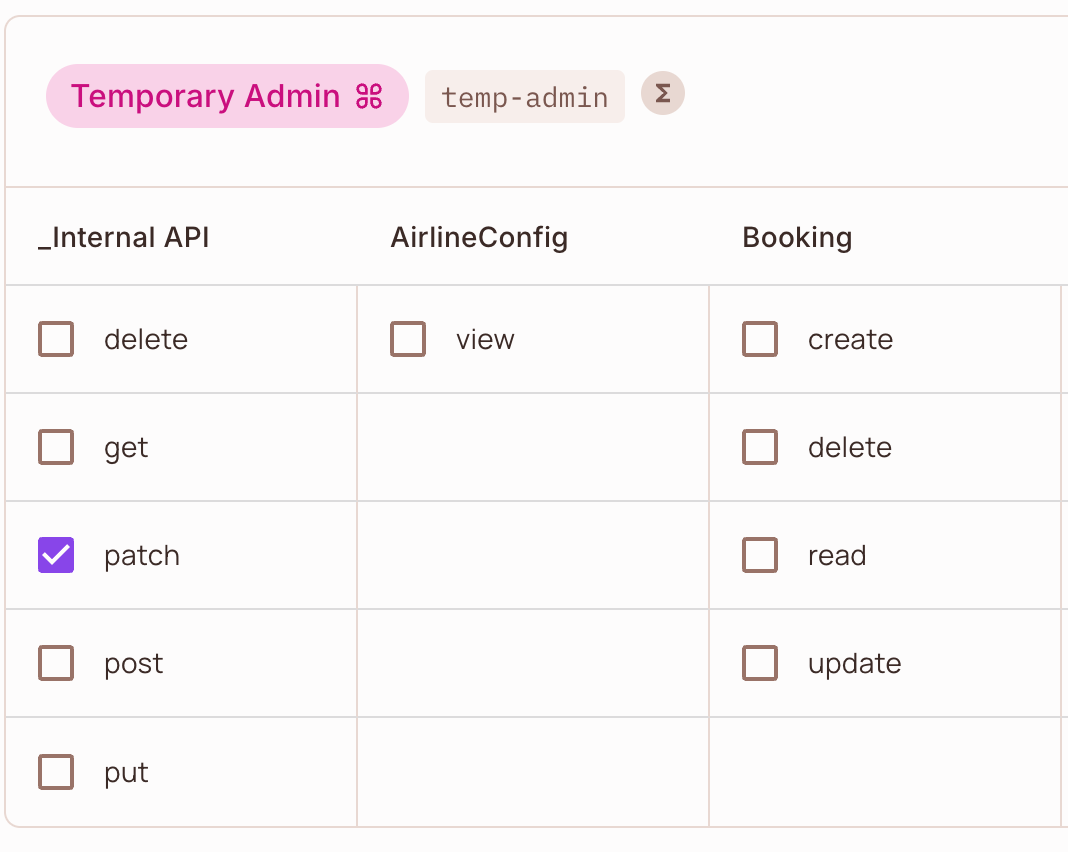 Temporary Admin ⌘ temp-admin Σ
_Internal API AirlineConfig Booking
delete view create
get delete
patch read
post update
put